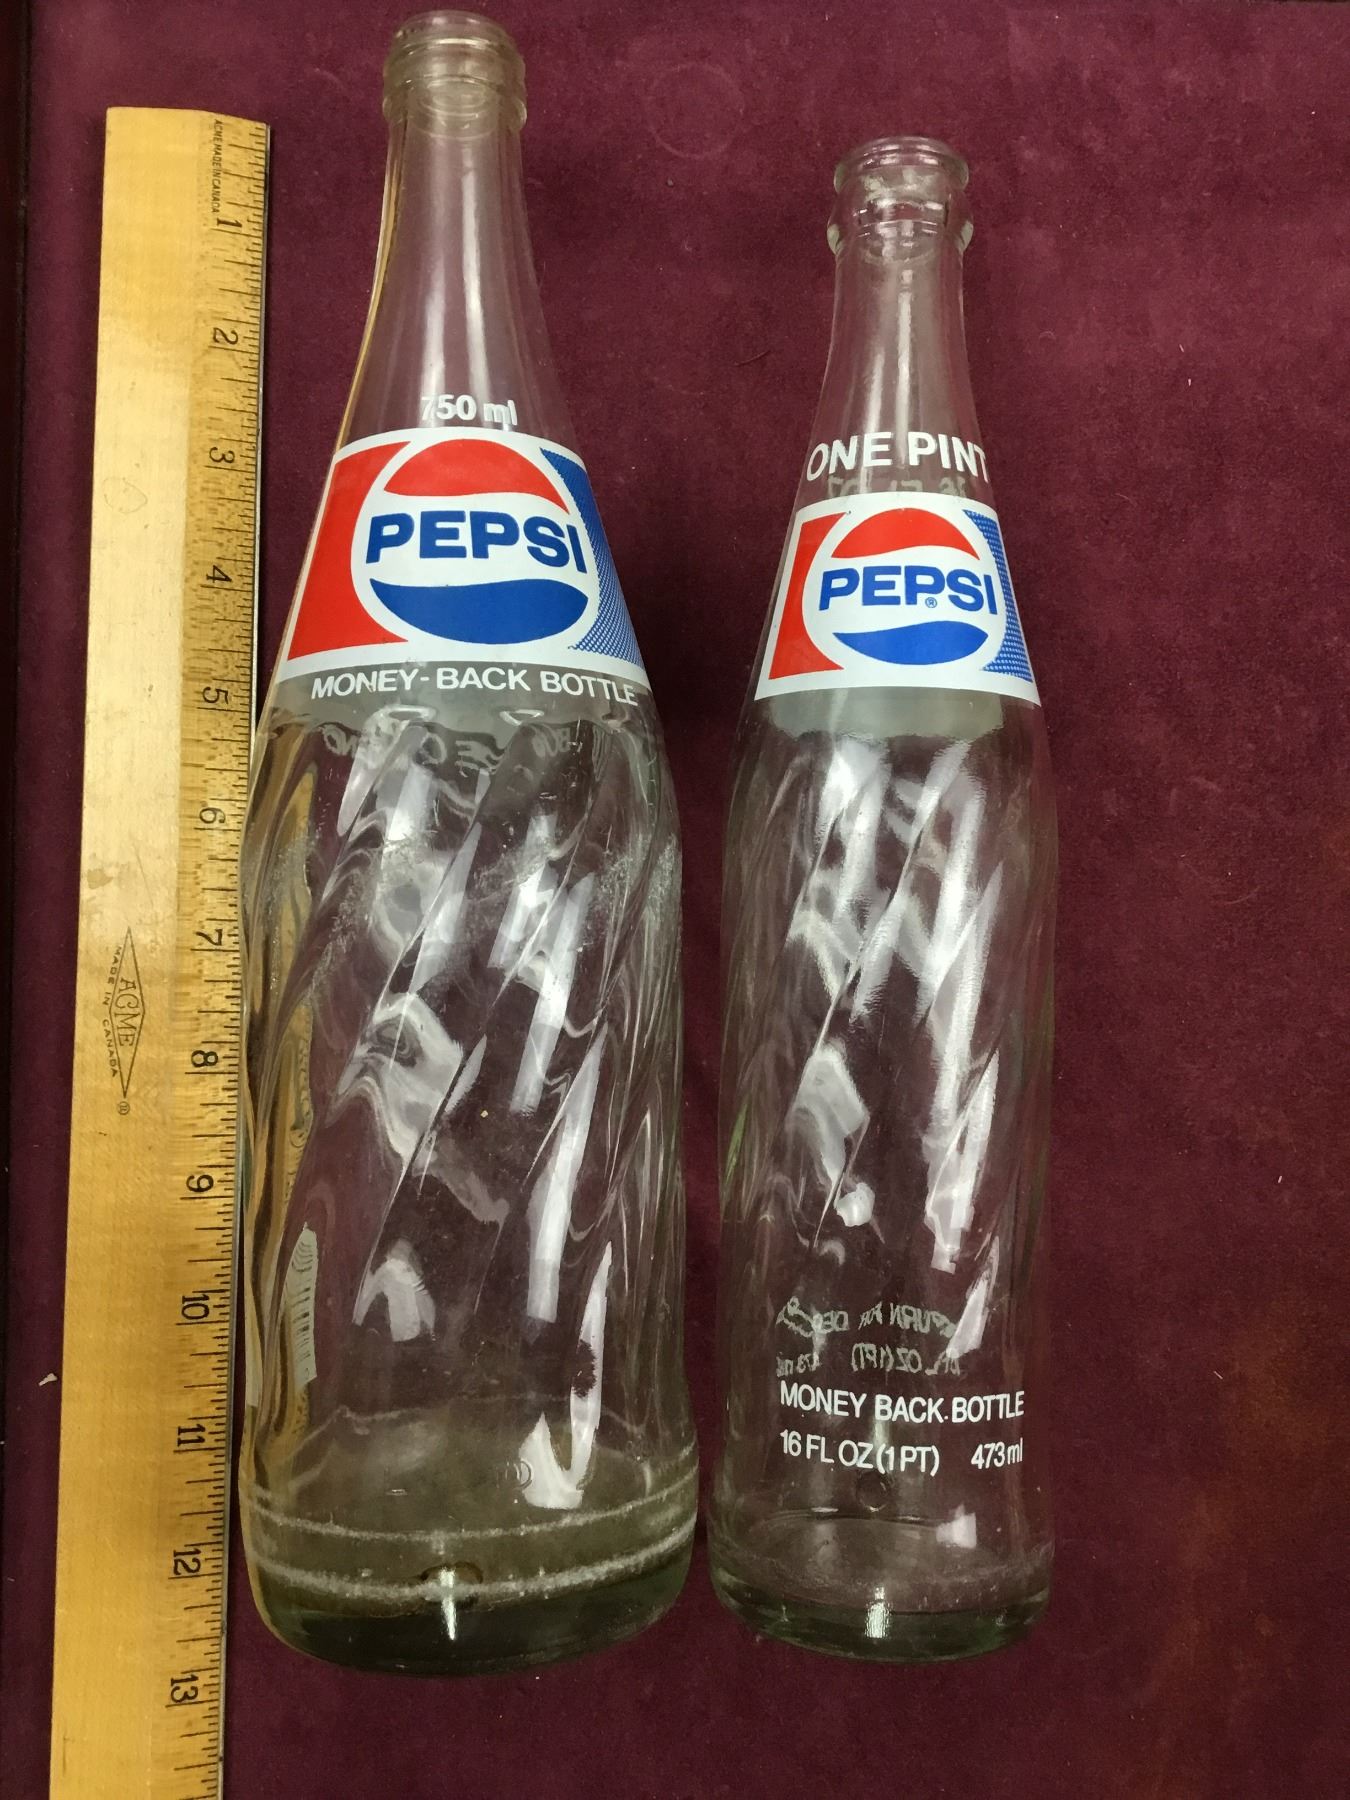 ACME MADE IN CANADA
1
2
3
4
5
6
7
8
9
10
11
12
13
ACME
MADE IN CANADA
®
750 ml
PEPSI
MONEY-BACK BOTTLE
ONE PINT
PEPSI
®
MONEY BACK BOTTLE
16 FL OZ (1 PT) 473 ml